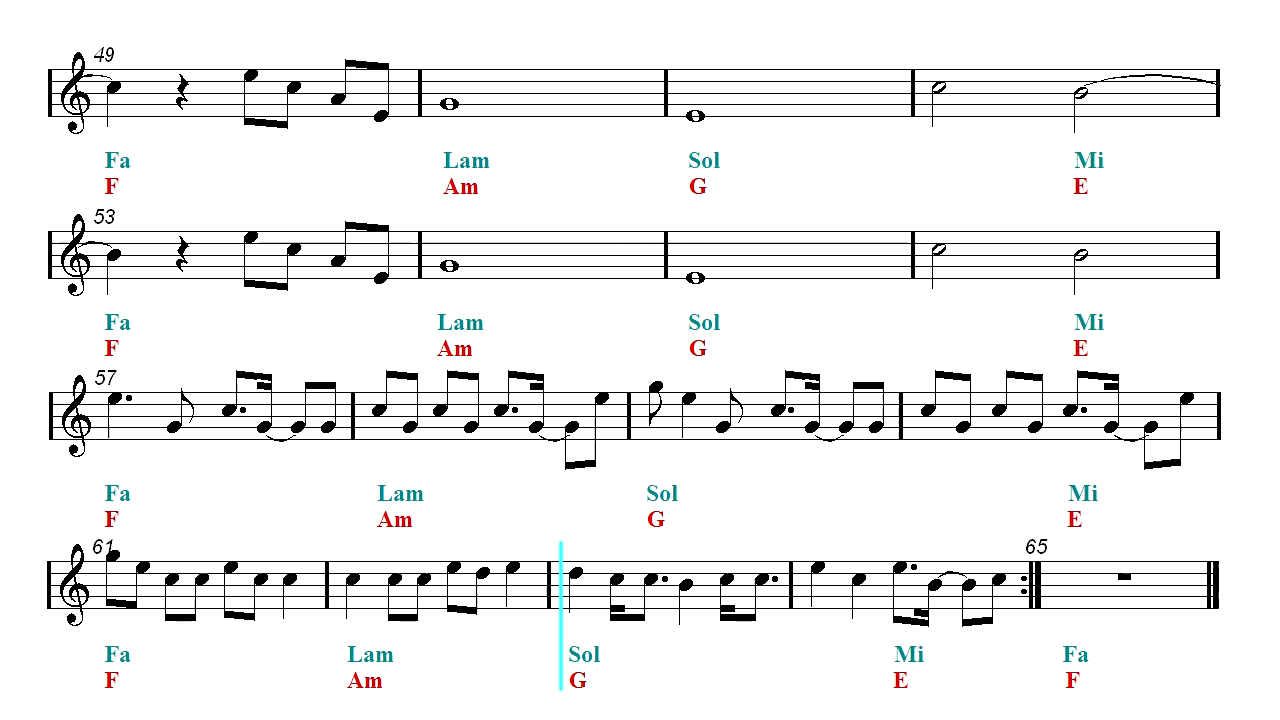 49
Fa Lam Sol Mi
F Am G E
53
Fa Lam Sol Mi
F Am G E
57
Fa Lam Sol Mi
F Am G E
61 65
Fa Lam Sol Mi Fa
F Am G E F